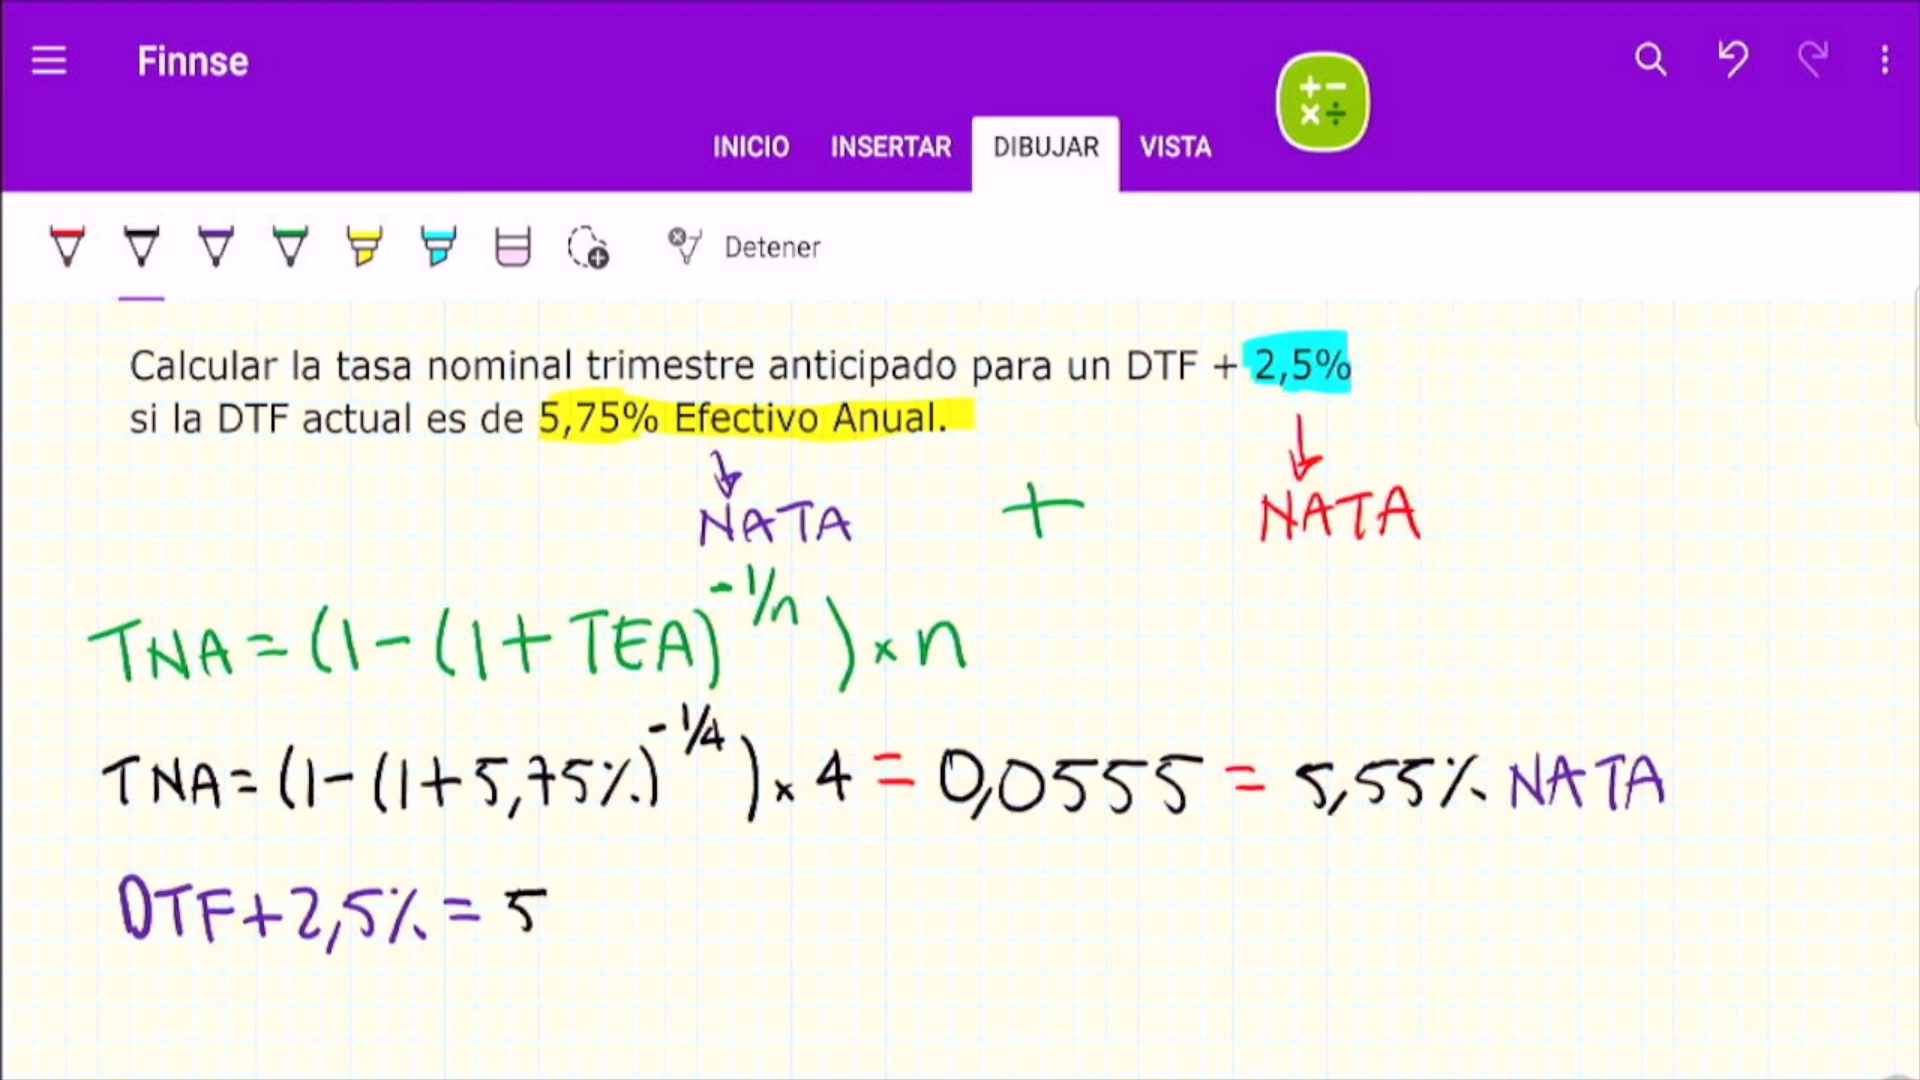 Finnse
INICIO INSERTAR DIBUJAR VISTA
Detener
Calcular la tasa nominal trimestre anticipado para un DTF + 2,5%
si la DTF actual es de 5,75% Efectivo Anual.
NATA + NATA
TNA = (1-(1+TEA)^-1/n) × n
TNA = (1-(1+5,75%)^-1/4) × 4 = 0,0555 = 5,55% NATA
DTF+2,5% = 5